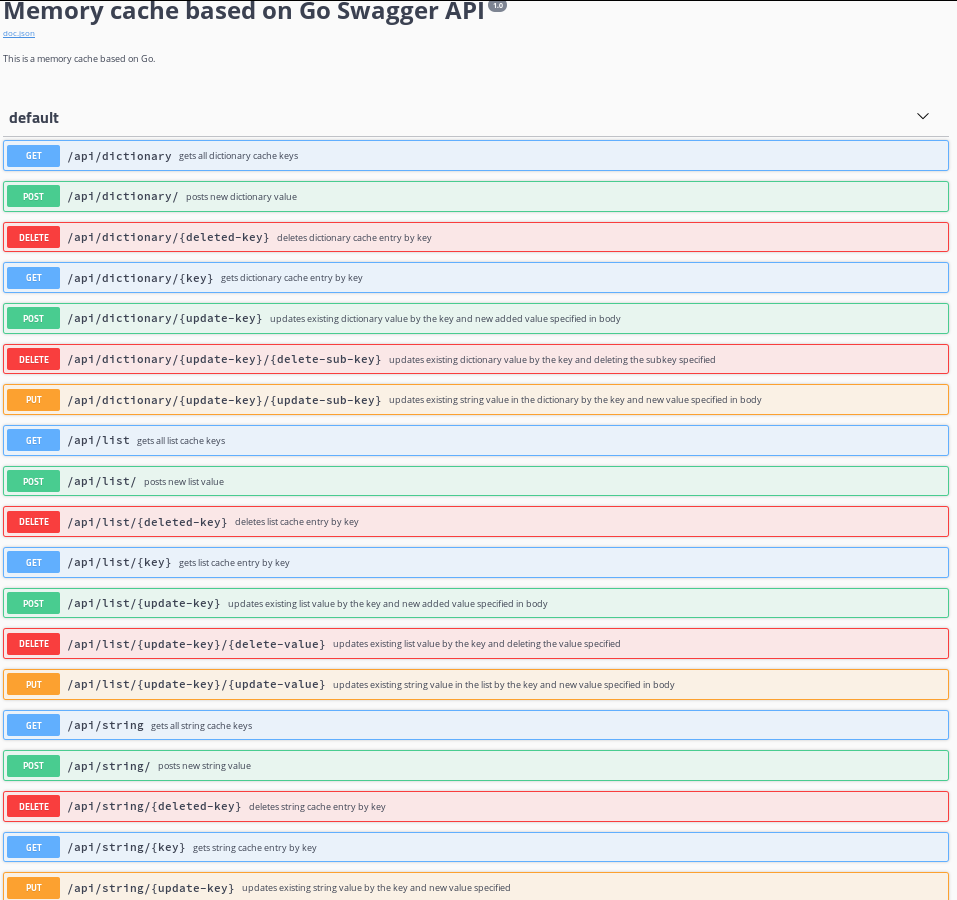 Memory cache based on Go Swagger API 1.0
doc.json
This is a memory cache based on Go.
default
GET /api/dictionary gets all dictionary cache keys
POST /api/dictionary/ posts new dictionary value
DELETE /api/dictionary/{deleted-key} deletes dictionary cache entry by key
GET /api/dictionary/{key} gets dictionary cache entry by key
POST /api/dictionary/{update-key} updates existing dictionary value by the key and new added value specified in body
DELETE /api/dictionary/{update-key}/{delete-sub-key} updates existing dictionary value by the key and deleting the subkey specified
PUT /api/dictionary/{update-key}/{update-sub-key} updates existing string value in the dictionary by the key and new value specified in body
GET /api/list gets all list cache keys
POST /api/list/ posts new list value
DELETE /api/list/{deleted-key} deletes list cache entry by key
GET /api/list/{key} gets list cache entry by key
POST /api/list/{update-key} updates existing list value by the key and new added value specified in body
DELETE /api/list/{update-key}/{delete-value} updates existing list value by the key and deleting the value specified
PUT /api/list/{update-key}/{update-value} updates existing string value in the list by the key and new value specified in body
GET /api/string gets all string cache keys
POST /api/string/ posts new string value
DELETE /api/string/{deleted-key} deletes string cache entry by key
GET /api/string/{key} gets string cache entry by key
PUT /api/string/{update-key} updates existing string value by the key and new value specified